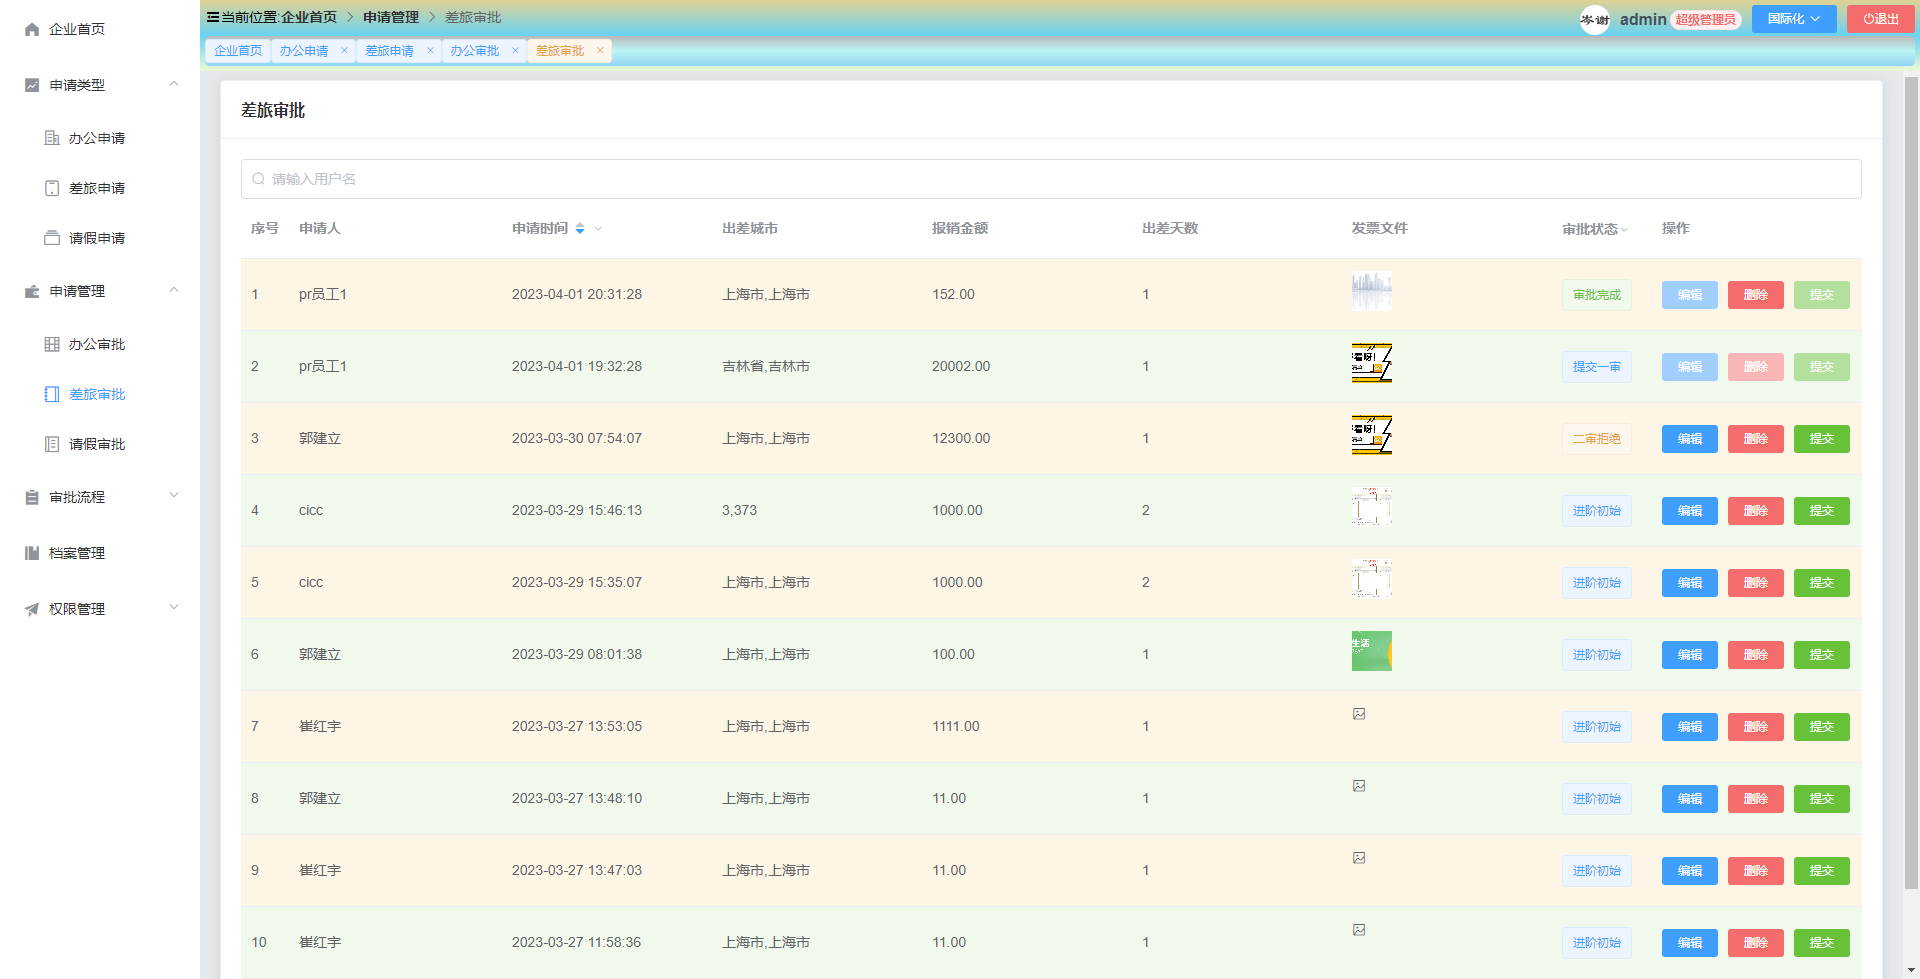 企业首页
申请类型
办公申请
差旅申请
请假申请
申请管理
办公审批
差旅审批
请假审批
审批流程
档案管理
权限管理
当前位置:企业首页 > 申请管理 > 差旅审批
admin 超级管理员 国际化 退出
企业首页 办公申请 × 差旅申请 × 办公审批 × 差旅审批 ×
差旅审批
请输入用户名
序号 申请人 申请时间 出差城市 报销金额 出差天数 发票文件 审批状态 操作
1 pr员工1 2023-04-01 20:31:28 上海市,上海市 152.00 1 审批完成 编辑 删除 提交
2 pr员工1 2023-04-01 19:32:28 吉林省,吉林市 20002.00 1 提交一审 编辑 删除 提交
3 郭建立 2023-03-30 07:54:07 上海市,上海市 12300.00 1 二审拒绝 编辑 删除 提交
4 cicc 2023-03-29 15:46:13 3,373 1000.00 2 进阶初始 编辑 删除 提交
5 cicc 2023-03-29 15:35:07 上海市,上海市 1000.00 2 进阶初始 编辑 删除 提交
6 郭建立 2023-03-29 08:01:38 上海市,上海市 100.00 1 生活 进阶初始 编辑 删除 提交
7 崔红宇 2023-03-27 13:53:05 上海市,上海市 1111.00 1 进阶初始 编辑 删除 提交
8 郭建立 2023-03-27 13:48:10 上海市,上海市 11.00 1 进阶初始 编辑 删除 提交
9 崔红宇 2023-03-27 13:47:03 上海市,上海市 11.00 1 进阶初始 编辑 删除 提交
10 崔红宇 2023-03-27 11:58:36 上海市,上海市 11.00 1 进阶初始 编辑 删除 提交